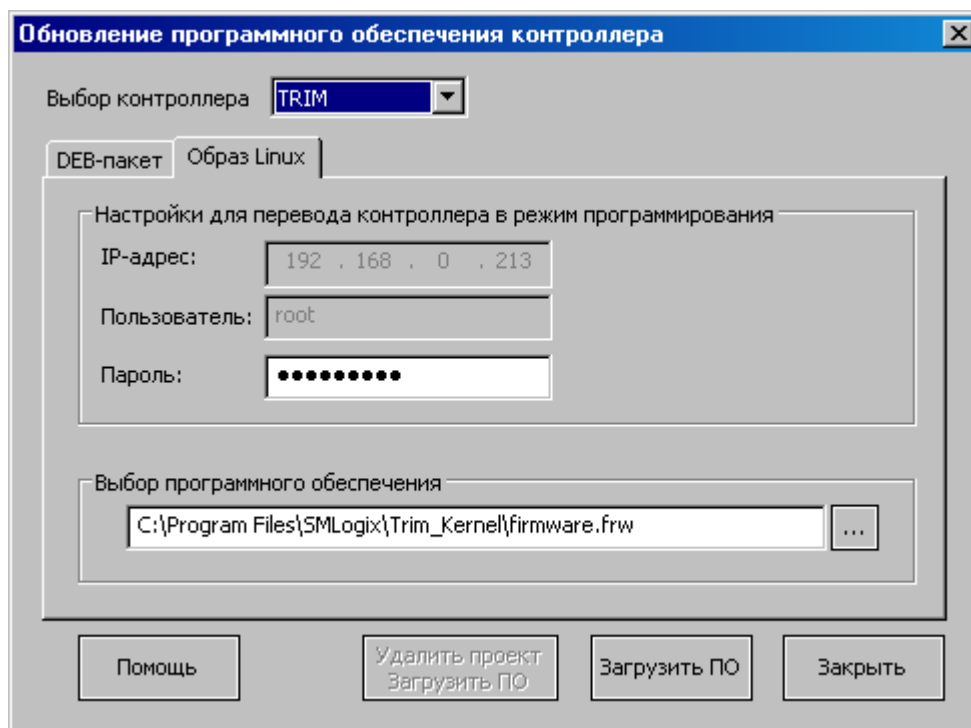 Обновление программного обеспечения контроллера
Выбор контроллера TRIM
DEB-пакет Образ Linux
Настройки для перевода контроллера в режим программирования
IP-адрес: 192 . 168 . 0 . 213
Пользователь: root
Пароль: •••••••••
Выбор программного обеспечения
C:\Program Files\SMLogix\Trim_Kernel\firmware.frw ...
Помощь
Удалить проект
Загрузить ПО
Загрузить ПО
Закрыть